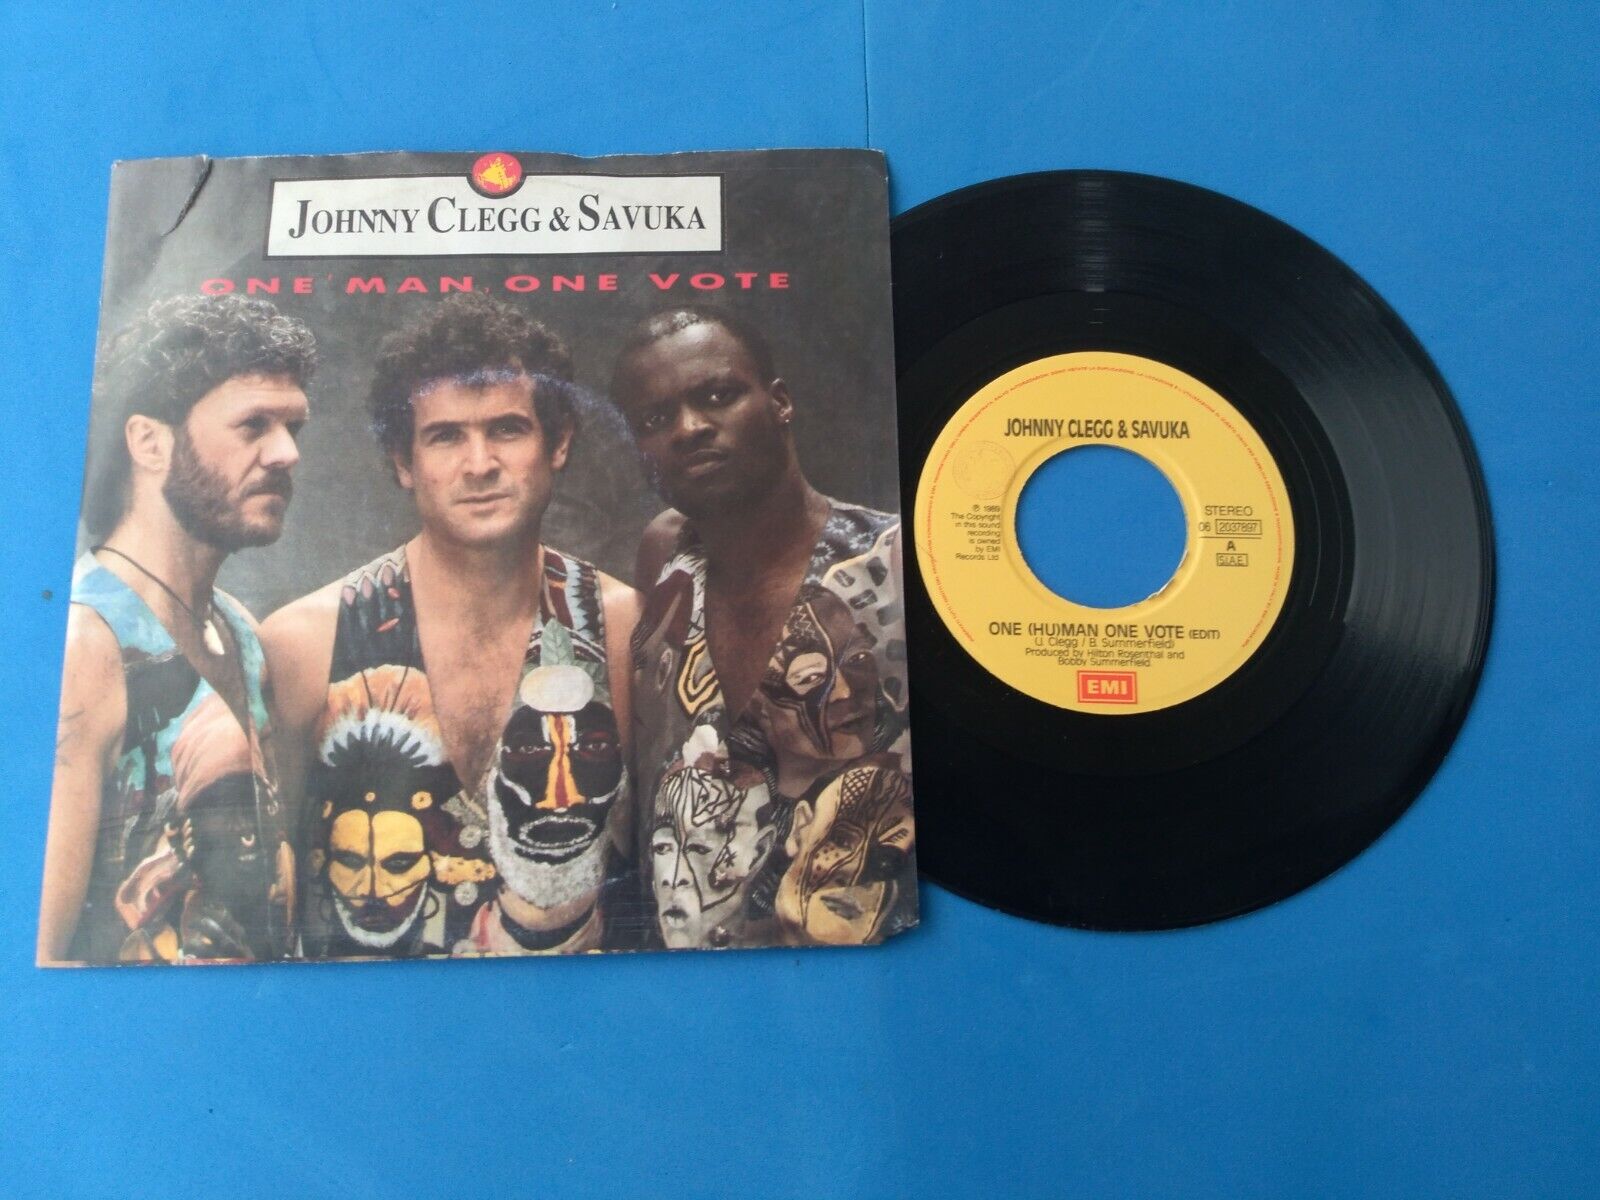 JOHNNY CLEGG & SAVUKA
ONE 'MAN, ONE VOTE
JOHNNY CLEGG & SAVUKA
℗ 1989
The Copyright
in this sound
recording
is owned
by EMI
Records Ltd
STEREO
06 2037897
A
S.I.A.E.
ONE (HU)MAN ONE VOTE (EDIT)
(J. Clegg / B. Summerfield)
Produced by Hilton Rosenthal and
Bobby Summerfield
EMI